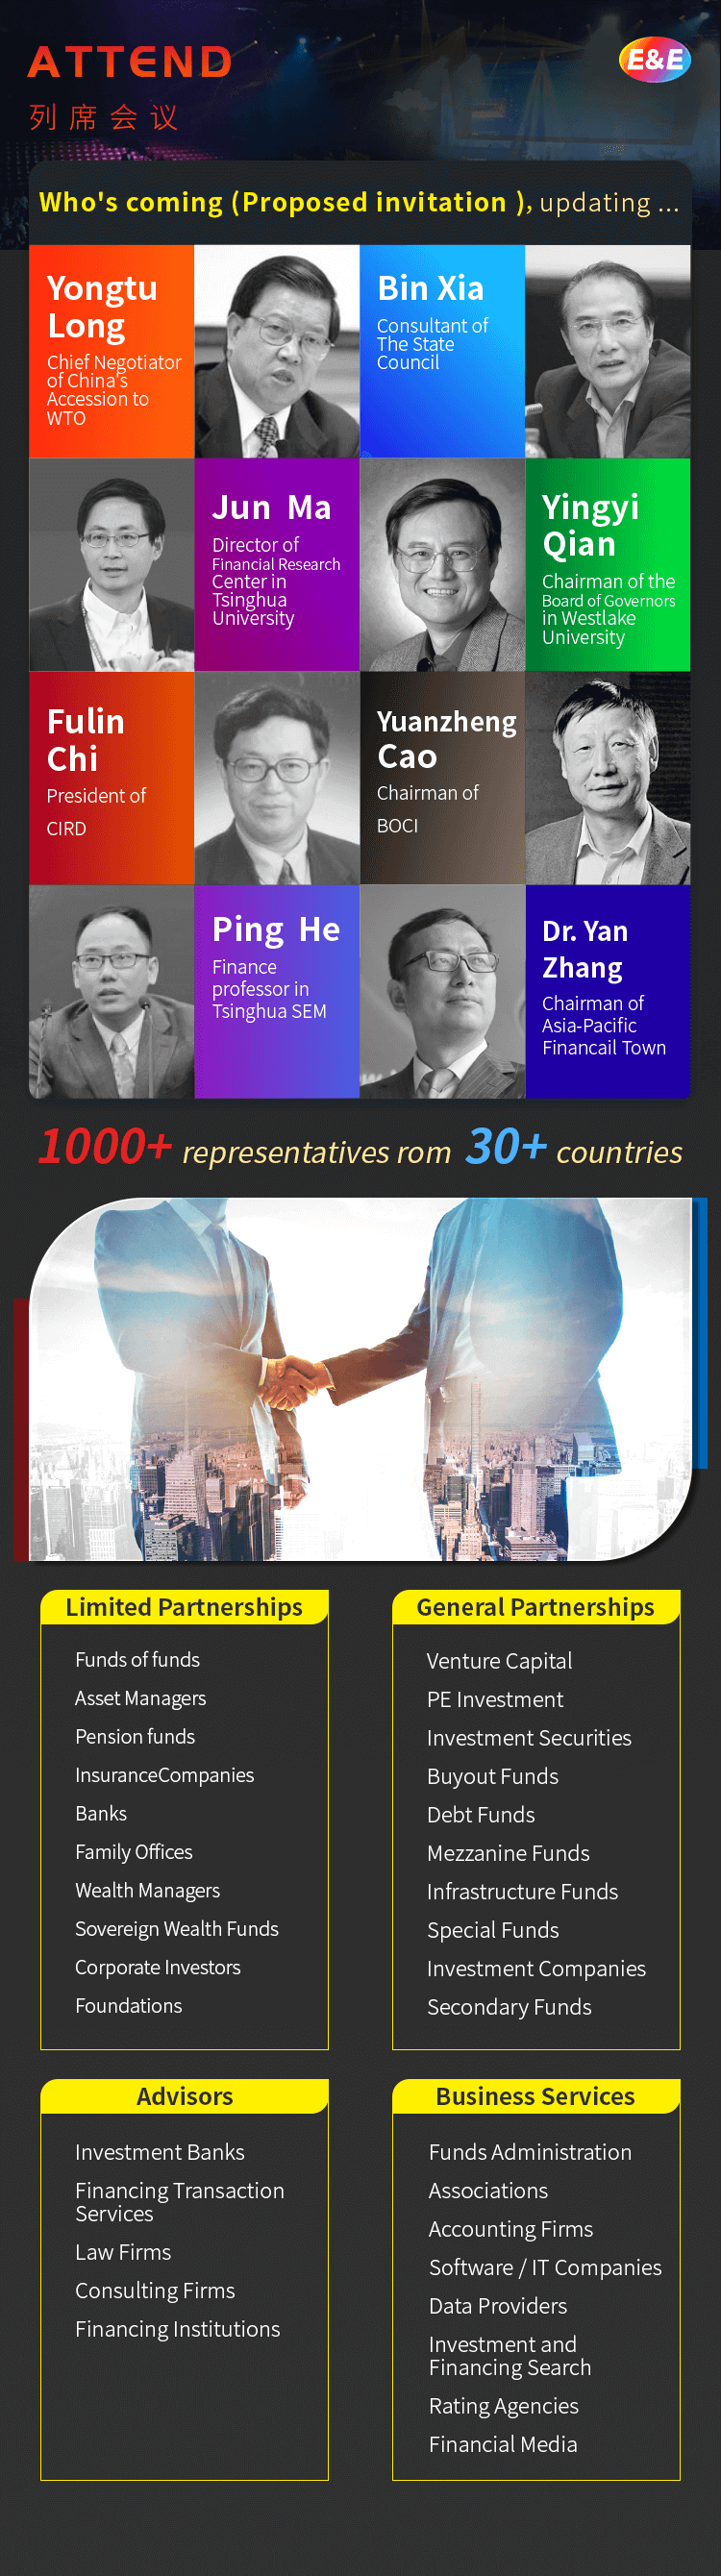 ATTEND
E&E
列席会议
Who's coming (Proposed invitation ), updating ...
Yongtu
Long
Chief Negotiator
of China's
Accession to
WTO
Bin Xia
Consultant of
The State
Council
Jun Ma
Director of
Financial Research
Center in
Tsinghua
University
Yingyi
Qian
Chairman of the
Board of Governors
in Westlake
University
Fulin
Chi
President of
CIRD
Yuanzheng
Cao
Chairman of
BOCI
Ping He
Finance
professor in
Tsinghua SEM
Dr. Yan
Zhang
Chairman of
Asia-Pacific
Financail Town
1000+ representatives rom 30+ countries
Limited Partnerships
Funds of funds
Asset Managers
Pension funds
InsuranceCompanies
Banks
Family Offices
Wealth Managers
Sovereign Wealth Funds
Corporate Investors
Foundations
General Partnerships
Venture Capital
PE Investment
Investment Securities
Buyout Funds
Debt Funds
Mezzanine Funds
Infrastructure Funds
Special Funds
Investment Companies
Secondary Funds
Advisors
Investment Banks
Financing Transaction
Services
Law Firms
Consulting Firms
Financing Institutions
Business Services
Funds Administration
Associations
Accounting Firms
Software / IT Companies
Data Providers
Investment and
Financing Search
Rating Agencies
Financial Media